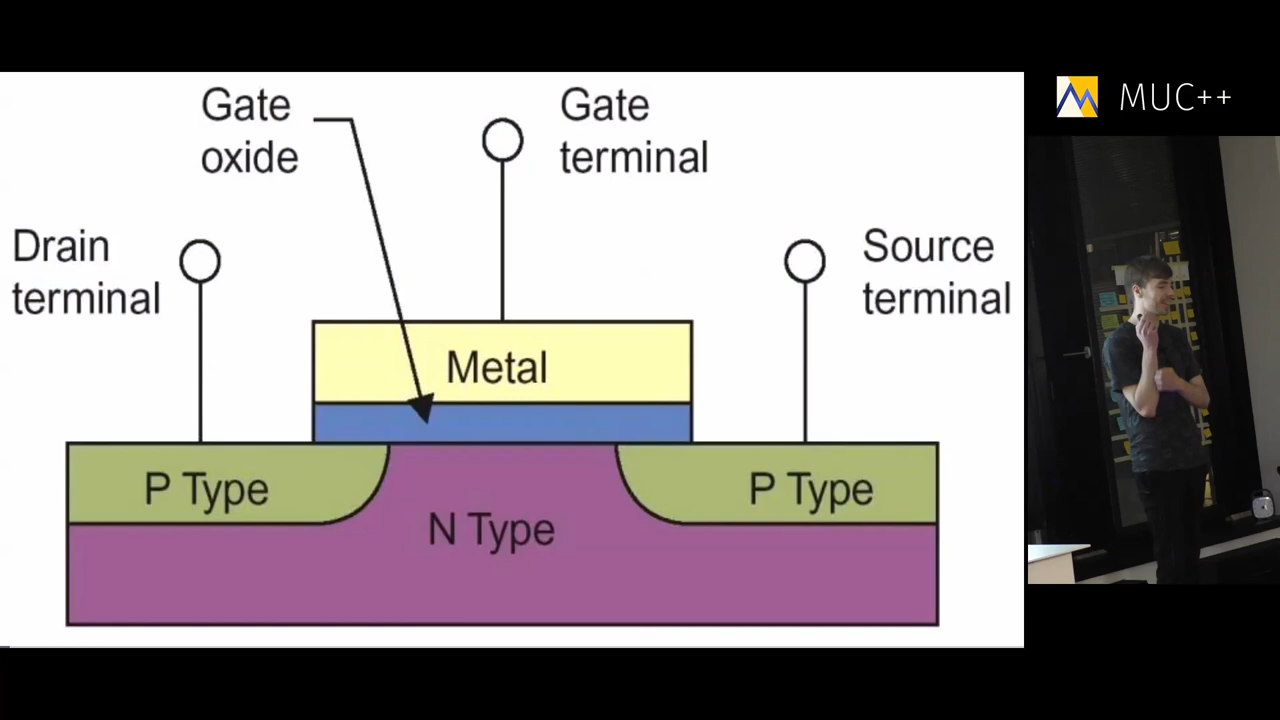 MUC++
Gate
oxide
Gate
terminal
Drain
terminal
Source
terminal
Metal
P Type
P Type
N Type